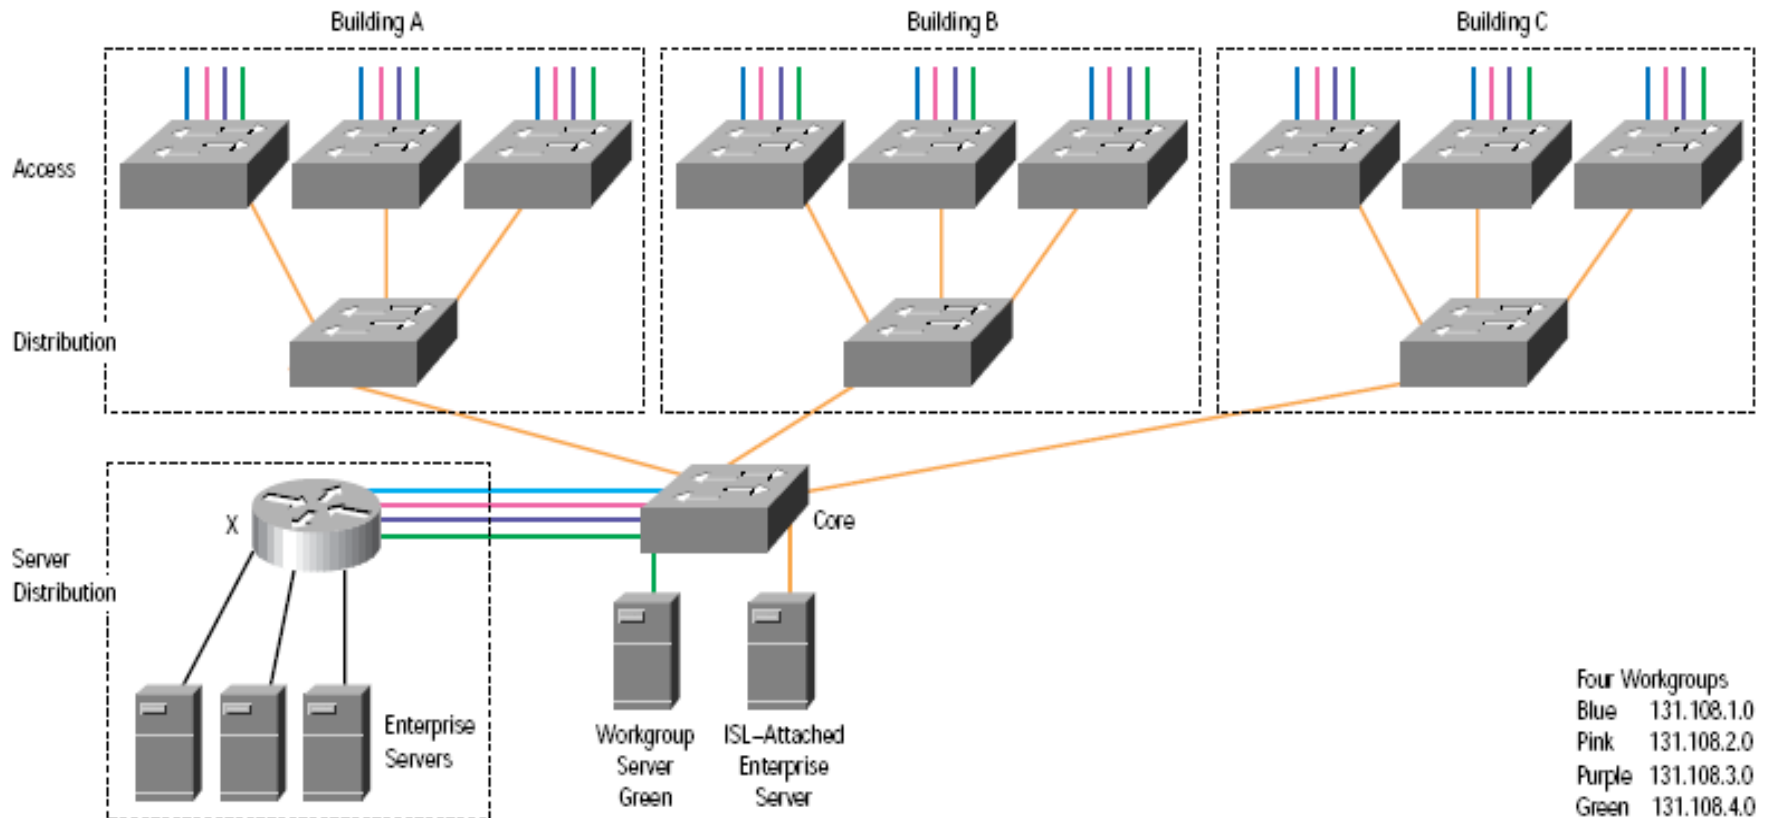 Building A
Building B
Building C
Access
Distribution
X
Core
Server
Distribution
Enterprise
Servers
Workgroup
Server
Green
ISL–Attached
Enterprise
Server
Four Workgroups
Blue 131.108.1.0
Pink 131.108.2.0
Purple 131.108.3.0
Green 131.108.4.0